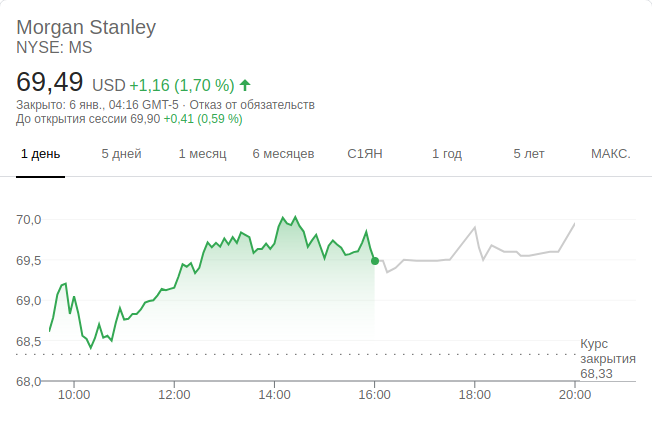 Morgan Stanley
NYSE: MS
69,49 USD +1,16 (1,70 %)
Закрыто: 6 янв., 04:16 GMT-5 · Отказ от обязательств
До открытия сессии 69,90 +0,41 (0,59 %)
1 день 5 дней 1 месяц 6 месяцев С1ЯН 1 год 5 лет МАКС.
70,0
69,5
69,0
68,5
Курс
закрытия
68,33
68,0
10:00 12:00 14:00 16:00 18:00 20:00